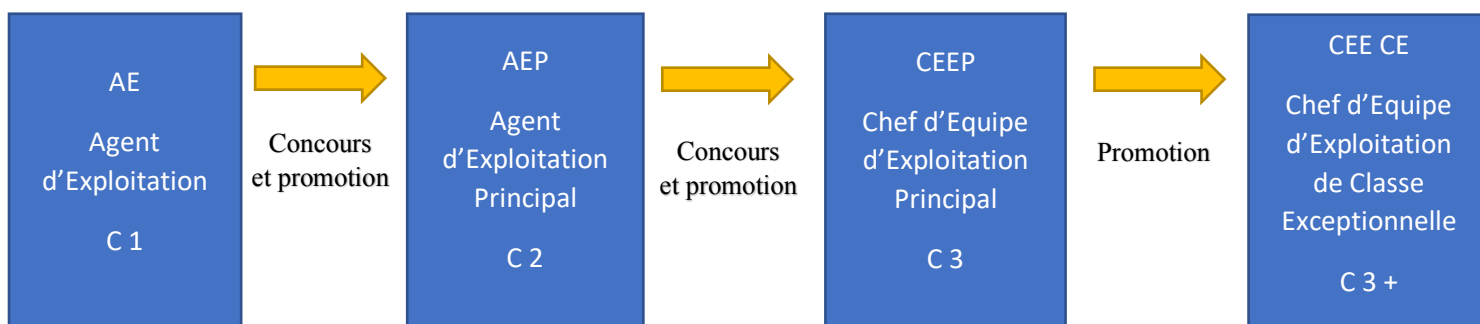 AE
Agent
d’Exploitation
C 1
Concours
et promotion
AEP
Agent
d’Exploitation
Principal
C 2
Concours
et promotion
CEEP
Chef d’Equipe
d’Exploitation
Principal
C 3
Promotion
CEE CE
Chef d’Equipe
d’Exploitation
de Classe
Exceptionnelle
C 3 +